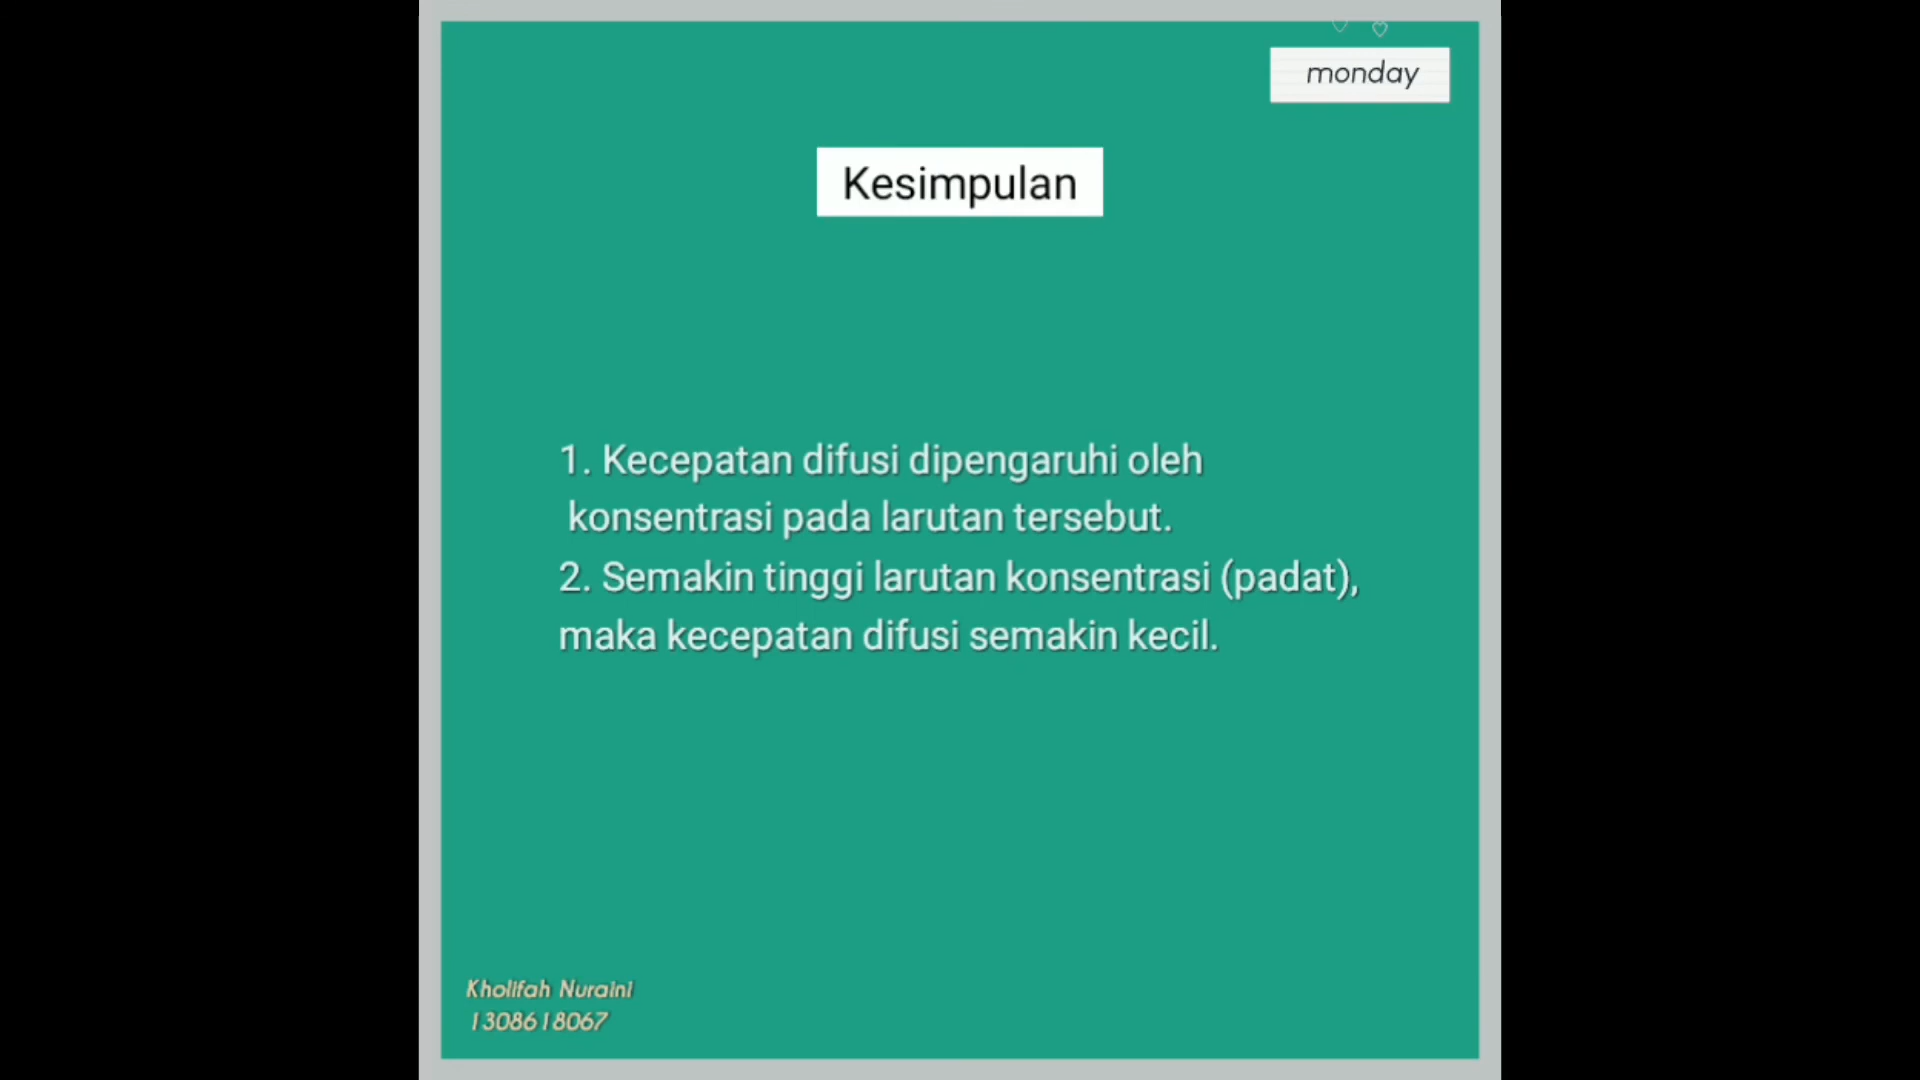 monday
Kesimpulan
1. Kecepatan difusi dipengaruhi oleh
konsentrasi pada larutan tersebut.
2. Semakin tinggi larutan konsentrasi (padat),
maka kecepatan difusi semakin kecil.
Kholifah Nuraini
1308618067